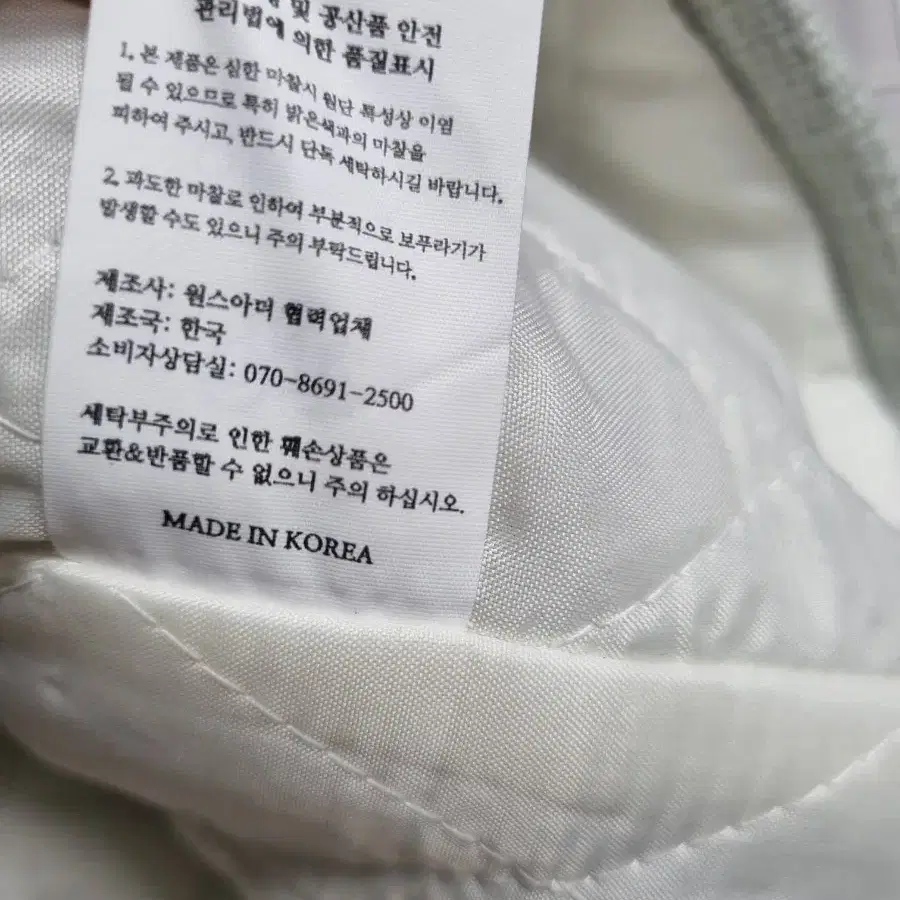 및 공산품 안전
관리법에 의한 품질표시
1. 본 제품은 심한 마찰시 원단 특성상 이염
될 수 있으므로 특히 밝은색과의 마찰을
피하여 주시고, 반드시 단독 세탁하시길 바랍니다.
2. 과도한 마찰로 인하여 부분적으로 보푸라기가
발생할 수도 있으니 주의 부탁드립니다.
제조사: 원스아더 협력업체
제조국: 한국
소비자상담실: 070-8691-2500
세탁부주의로 인한 훼손상품은
교환&반품할 수 없으니 주의 하십시오.
MADE IN KOREA